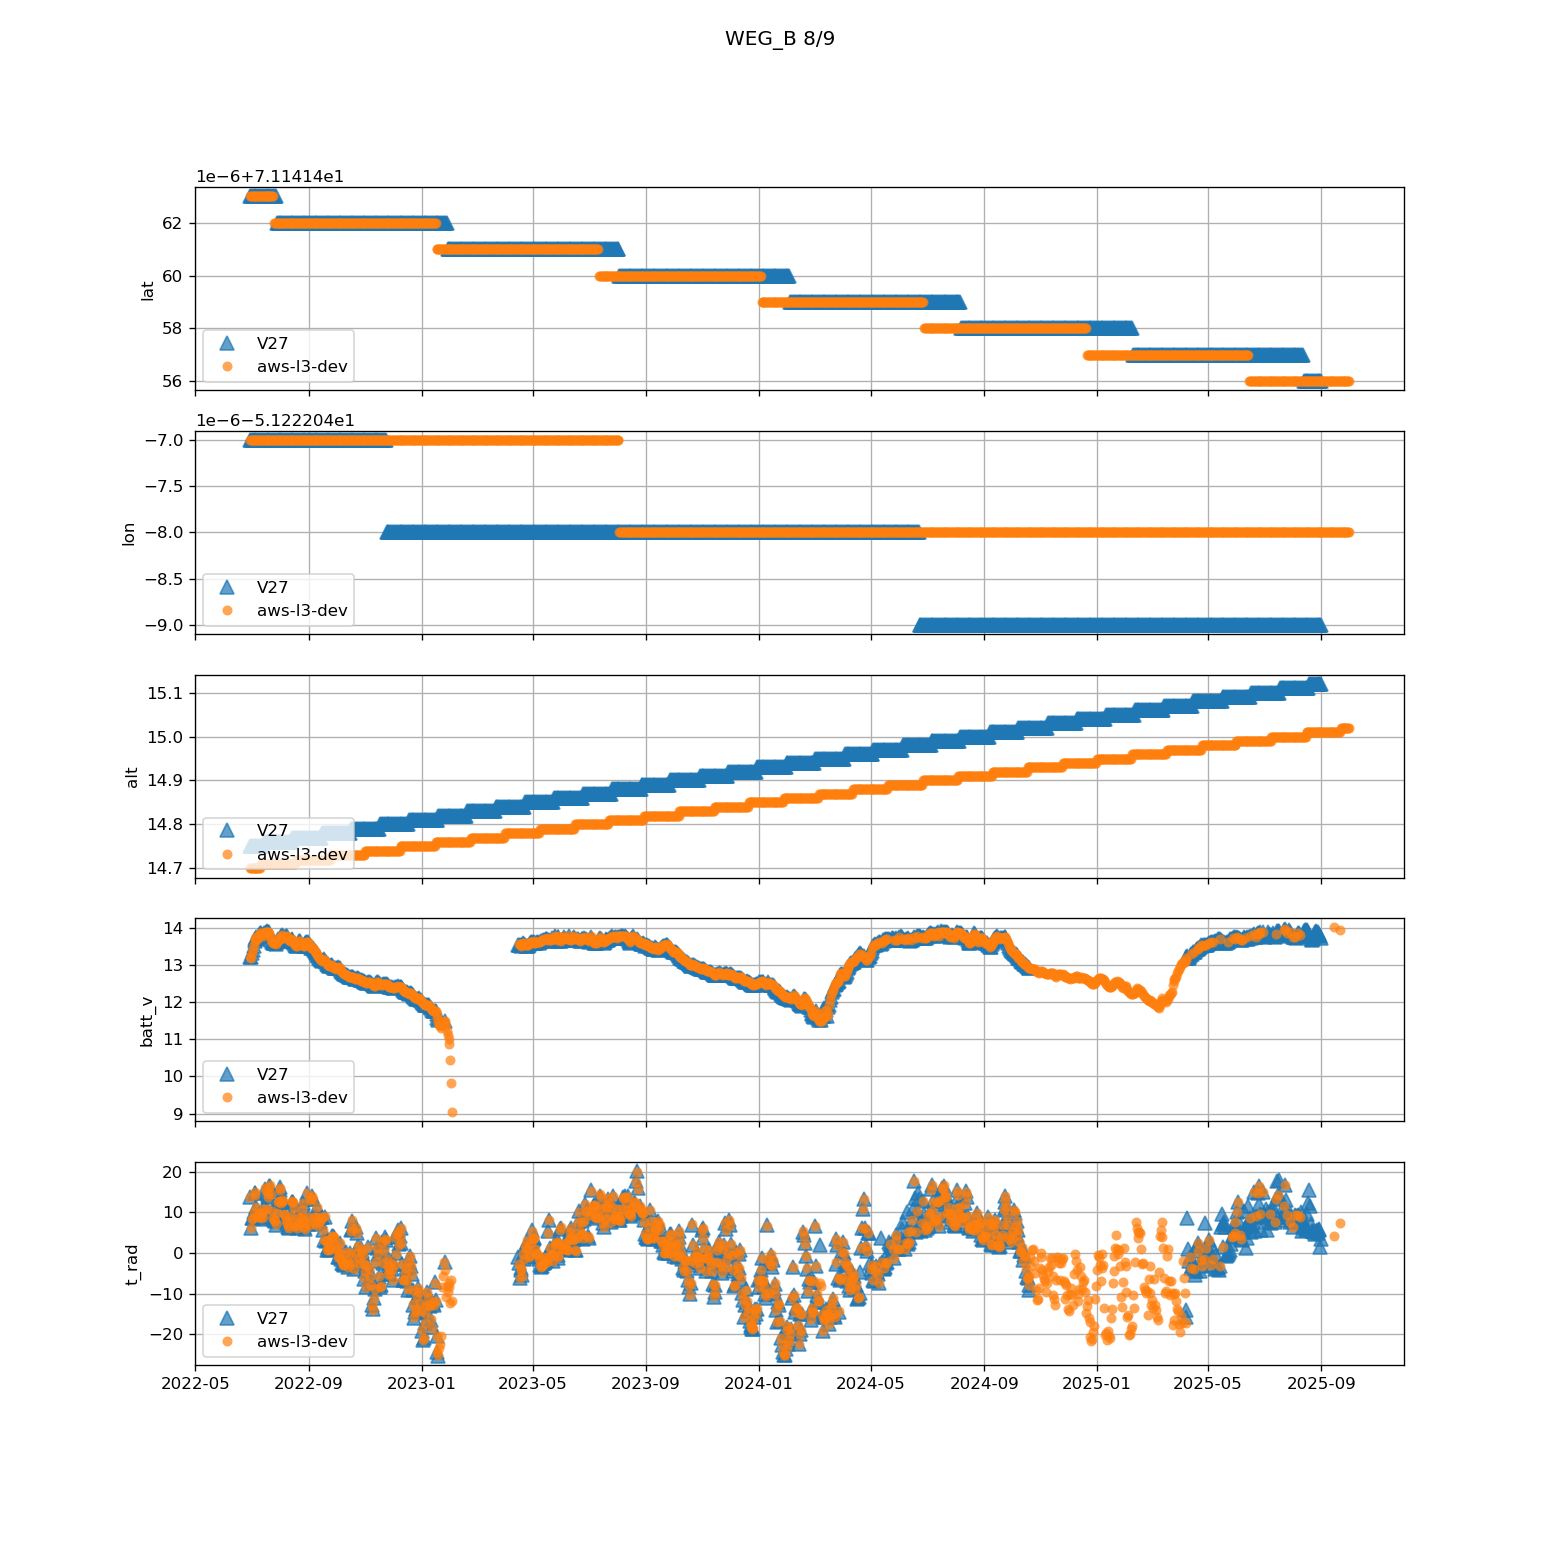 WEG_B 8/9
1e−6+7.11414e1
62
60
58
56
lat
V27
aws-l3-dev
1e−6−5.122204e1
−7.0
−7.5
−8.0
−8.5
−9.0
lon
V27
aws-l3-dev
15.1
15.0
14.9
14.8
14.7
alt
V27
aws-l3-dev
14
13
12
11
10
9
batt_v
V27
aws-l3-dev
20
10
0
−10
−20
t_rad
V27
aws-l3-dev
2022-05 2022-09 2023-01 2023-05 2023-09 2024-01 2024-05 2024-09 2025-01 2025-05 2025-09